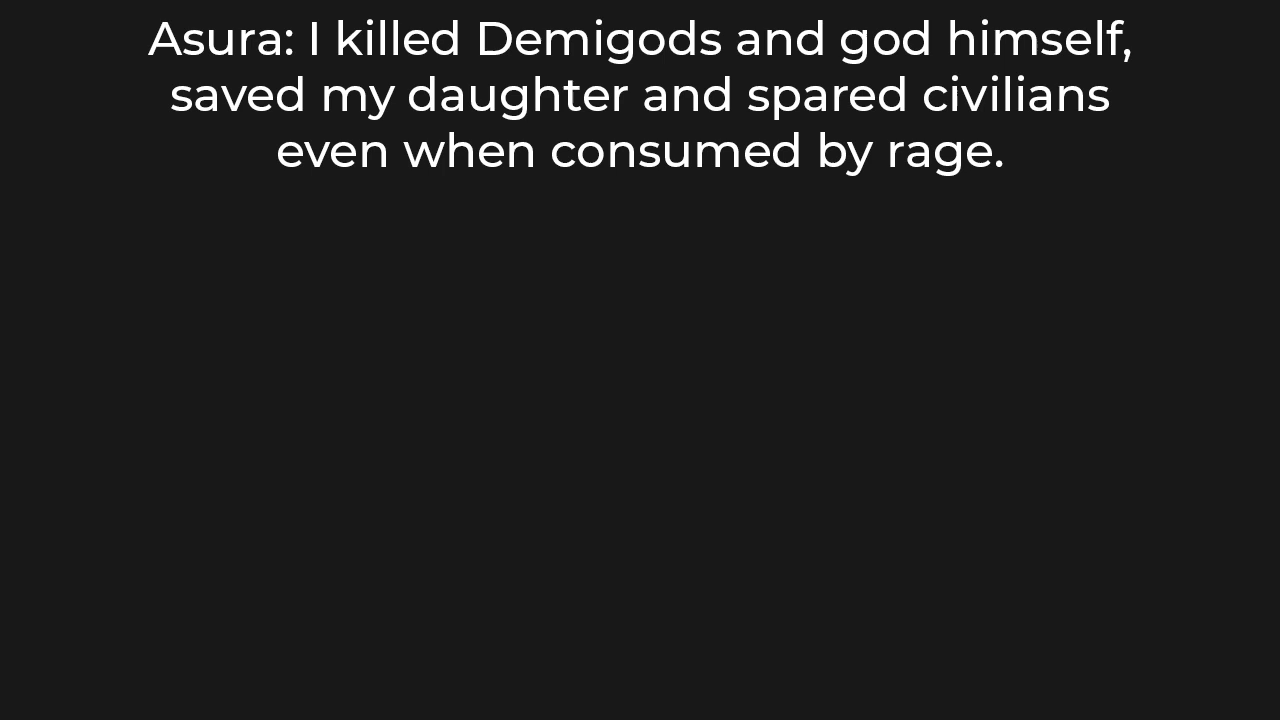 Asura: I killed Demigods and god himself,
saved my daughter and spared civilians
even when consumed by rage.